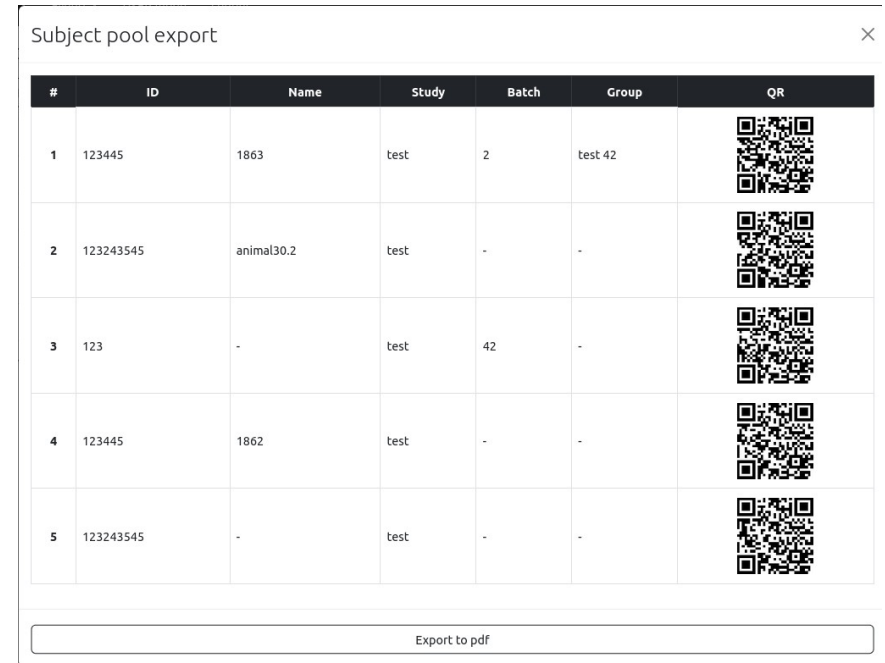 Subject pool export
# ID Name Study Batch Group QR
1 123445 1863 test 2 test 42
2 123243545 animal30.2 test - -
3 123 - test 42 -
4 123445 1862 test - -
5 123243545 - test - -
Export to pdf